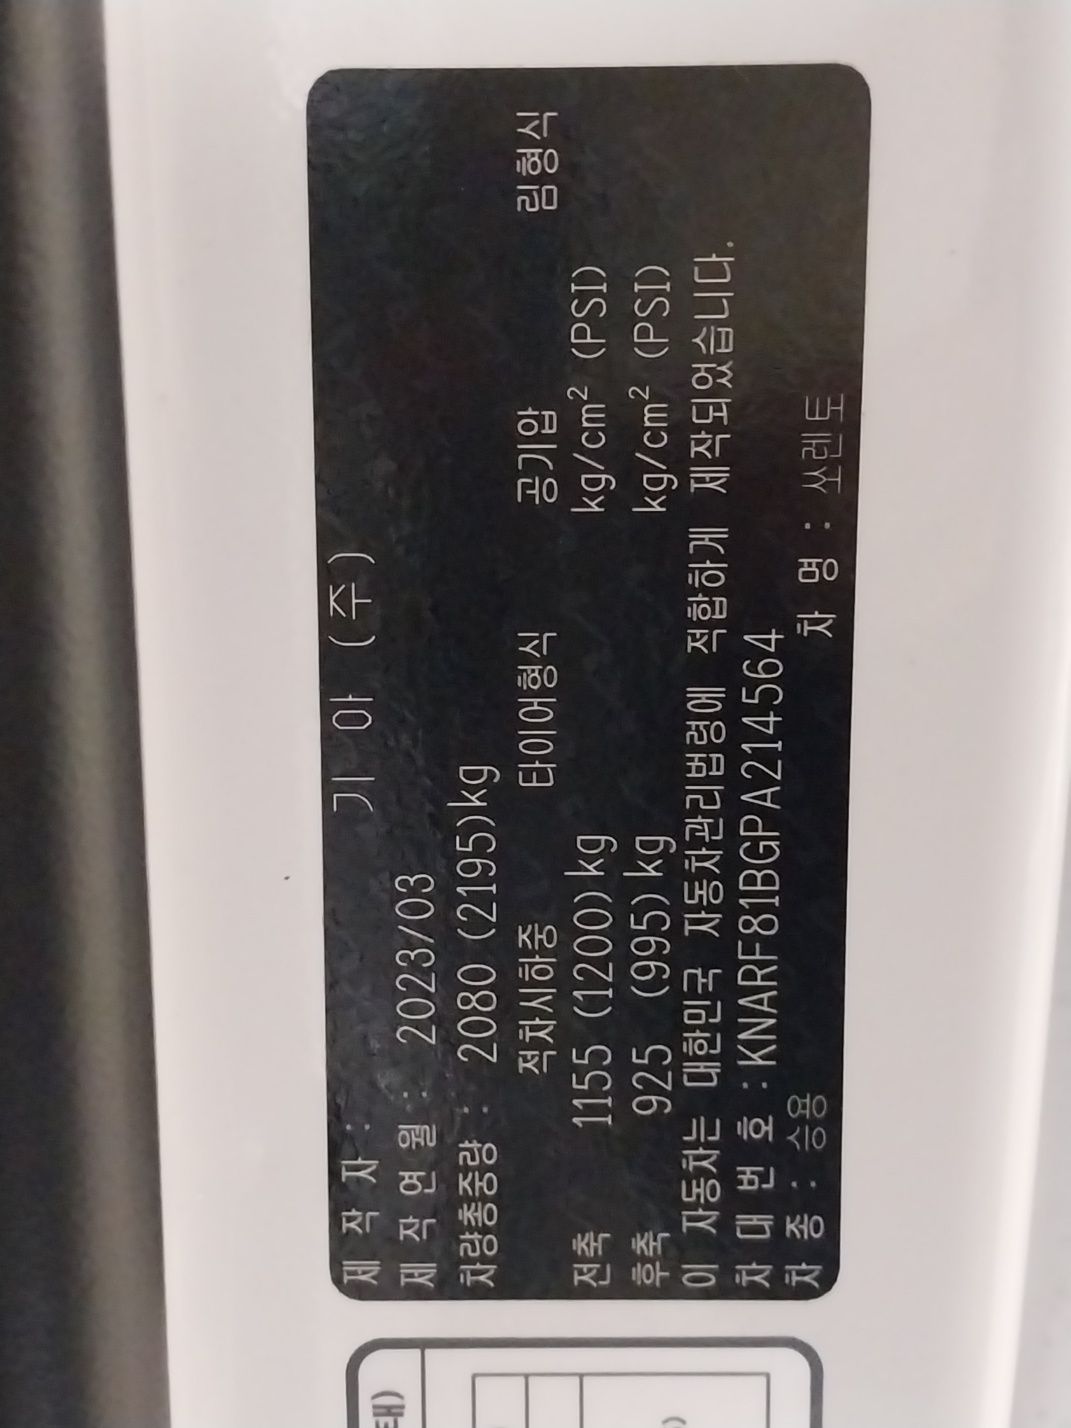 제 작 자 : 기 아 (주)
제 작 연 월 : 2023/03
차량총중량 : 2080 (2195)kg
적차시하중 타이어형식 공기압 림형식
전축 1155 (1200) kg kg/cm² (PSI)
후축 925 (995) kg kg/cm² (PSI)
이 자동차는 대한민국 자동차관리법령에 적합하게 제작되었습니다.
차 대 번 호 : KNARF81BGPA214564
차 종 : 승용 차 명 : 쏘렌토